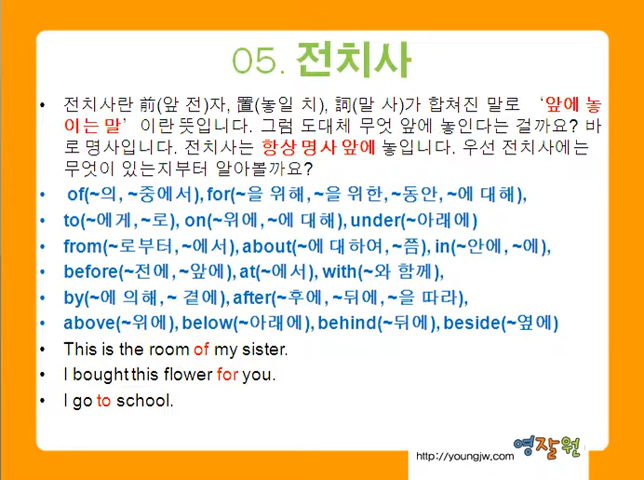 05. 전치사
• 전치사란 前(앞 전)자, 置(놓일 치), 詞(말 사)가 합쳐진 말로 ‘앞에 놓
이는 말’ 이란 뜻입니다. 그럼 도대체 무엇 앞에 놓인다는 걸까요? 바
로 명사입니다. 전치사는 항상 명사 앞에 놓입니다. 우선 전치사에는
무엇이 있는지부터 알아볼까요?
• of(~의, ~중에서), for(~을 위해, ~을 위한, ~동안, ~에 대해),
• to(~에게, ~로), on(~위에, ~에 대해), under(~아래에)
• from(~로부터, ~에서), about(~에 대하여, ~쯤), in(~안에, ~에),
• before(~전에, ~앞에), at(~에서), with(~와 함께),
• by(~에 의해, ~ 곁에), after(~후에, ~뒤에, ~을 따라),
• above(~위에), below(~아래에), behind(~뒤에), beside(~옆에)
• This is the room of my sister.
• I bought this flower for you.
• I go to school.
http://youngjw.com 영잘원